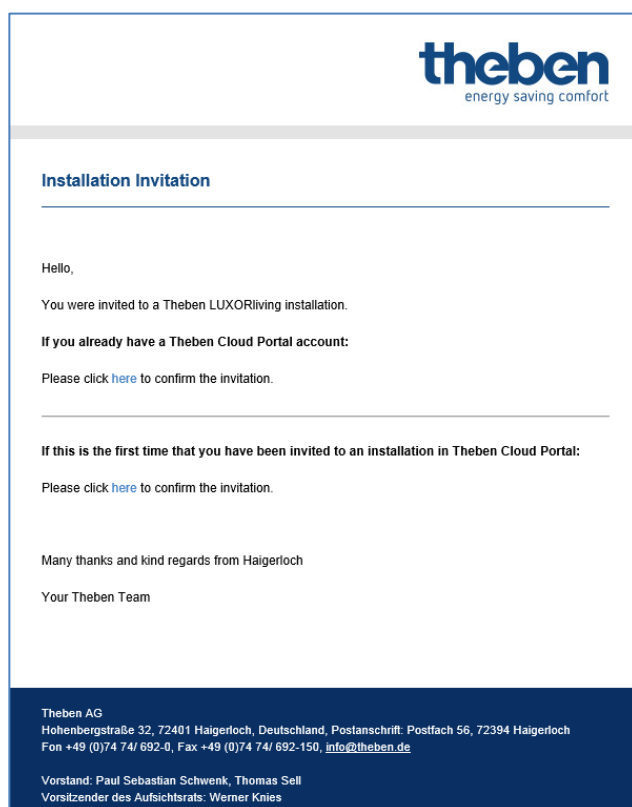 theben
energy saving comfort
Installation Invitation
Hello,
You were invited to a Theben LUXORliving installation.
If you already have a Theben Cloud Portal account:
Please click here to confirm the invitation.
If this is the first time that you have been invited to an installation in Theben Cloud Portal:
Please click here to confirm the invitation.
Many thanks and kind regards from Haigerloch
Your Theben Team
Theben AG
Hohenbergstraße 32, 72401 Haigerloch, Deutschland, Postanschrift: Postfach 56, 72394 Haigerloch
Fon +49 (0)74 74/ 692-0, Fax +49 (0)74 74/ 692-150, info@theben.de
Vorstand: Paul Sebastian Schwenk, Thomas Sell
Vorsitzender des Aufsichtsrats: Werner Knies